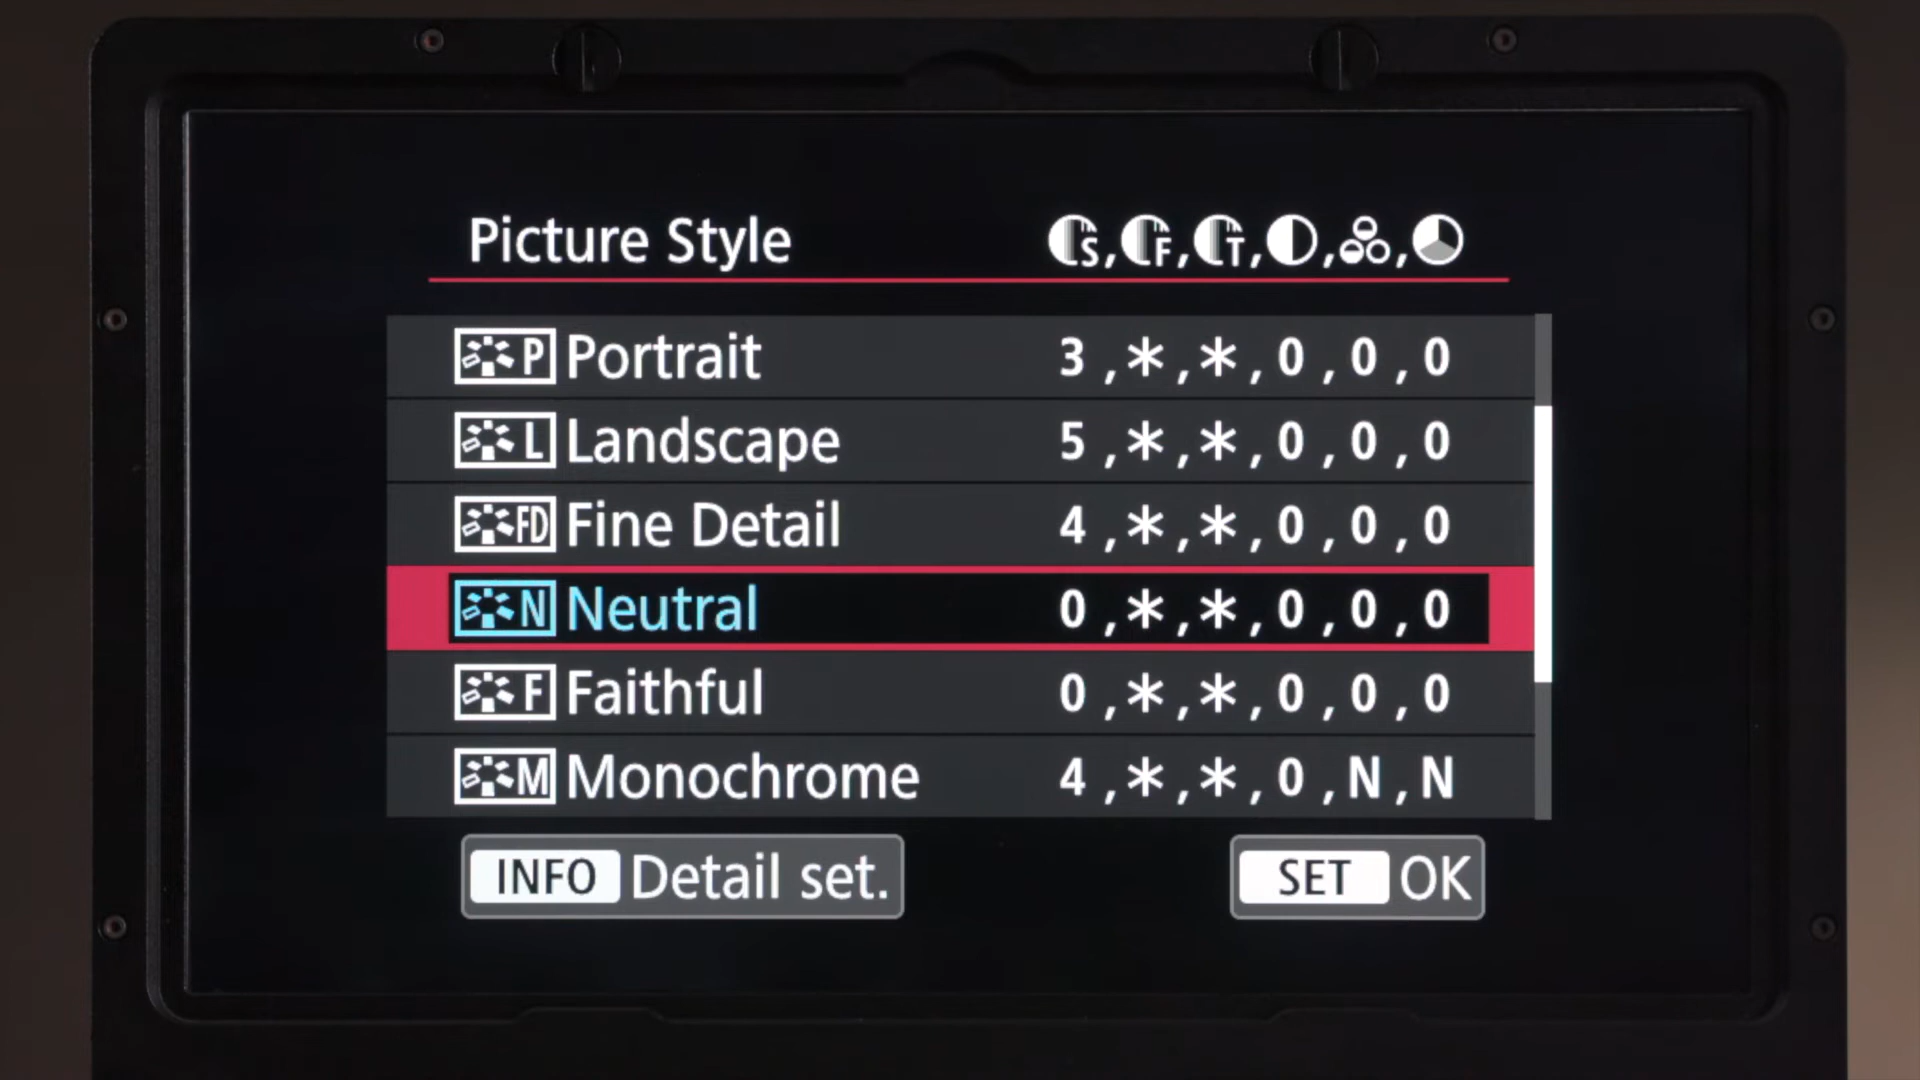 Picture Style S, F, T, , ,
P Portrait 3,*,*,0,0,0
L Landscape 5,*,*,0,0,0
FD Fine Detail 4,*,*,0,0,0
N Neutral 0,*,*,0,0,0
F Faithful 0,*,*,0,0,0
M Monochrome 4,*,*,0,N,N
INFO Detail set. SET OK